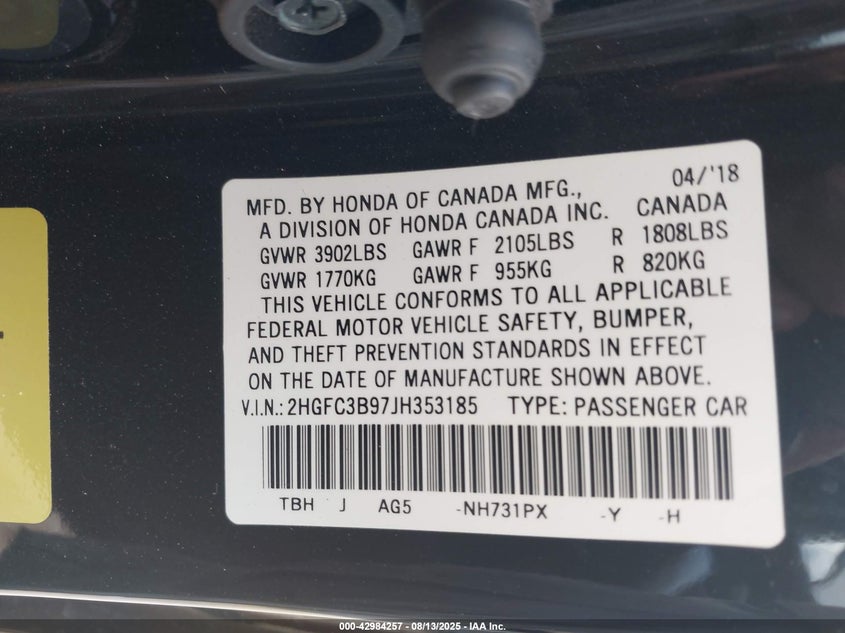 04/'18
MFD. BY HONDA OF CANADA MFG.,
A DIVISION OF HONDA CANADA INC. CANADA
GVWR 3902LBS GAWR F 2105LBS R 1808LBS
GVWR 1770KG GAWR F 955KG R 820KG
THIS VEHICLE CONFORMS TO ALL APPLICABLE
FEDERAL MOTOR VEHICLE SAFETY, BUMPER,
AND THEFT PREVENTION STANDARDS IN EFFECT
ON THE DATE OF MANUFACTURE SHOWN ABOVE.
V.I.N.: 2HGFC3B97JH353185 TYPE: PASSENGER CAR
TBH J AG5 -NH731PX -Y -H
000-42984257 - 08/13/2025 - IAA Inc.